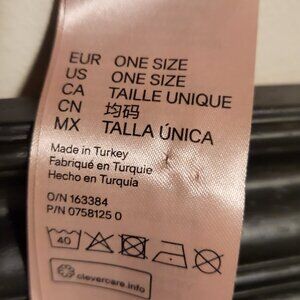 EUR ONE SIZE
US ONE SIZE
CA TAILLE UNIQUE
CN 均码
MX TALLA ÚNICA
Made in Turkey
Fabriqué en Turquie
Hecho en Turquía
O/N 163384
P/N 0758125 0
40
clevercare.info